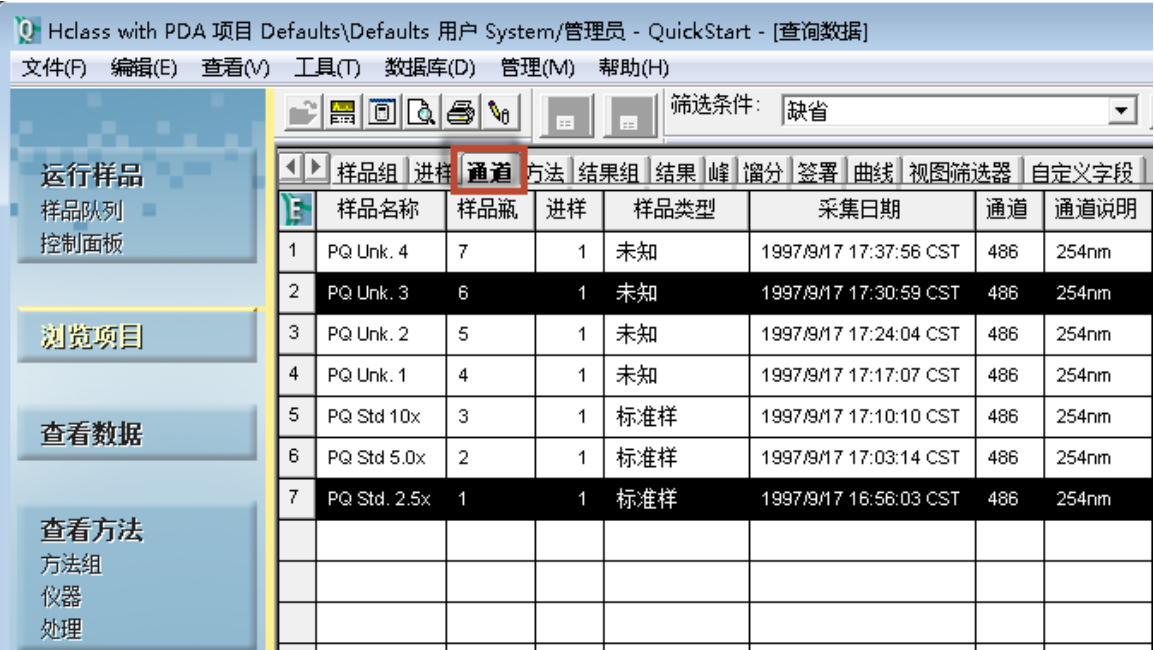 Hclass with PDA 项目 Defaults\Defaults 用户 System/管理员 - QuickStart - [查询数据]
文件(F) 编辑(E) 查看(V) 工具(T) 数据库(D) 管理(M) 帮助(H)
筛选条件: 缺省
运行样品
样品队列
控制面板
浏览项目
查看数据
查看方法
方法组
仪器
处理
样品组 进样 通道 方法 结果组 结果 峰 馏分 签署 曲线 视图筛选器 自定义字段
样品名称 样品瓶 进样 样品类型 采集日期 通道 通道说明
1 PQ Unk. 4 7 1 未知 1997/9/17 17:37:56 CST 486 254nm
2 PQ Unk. 3 6 1 未知 1997/9/17 17:30:59 CST 486 254nm
3 PQ Unk. 2 5 1 未知 1997/9/17 17:24:04 CST 486 254nm
4 PQ Unk. 1 4 1 未知 1997/9/17 17:17:07 CST 486 254nm
5 PQ Std 10x 3 1 标准样 1997/9/17 17:10:10 CST 486 254nm
6 PQ Std 5.0x 2 1 标准样 1997/9/17 17:03:14 CST 486 254nm
7 PQ Std. 2.5x 1 1 标准样 1997/9/17 16:56:03 CST 486 254nm